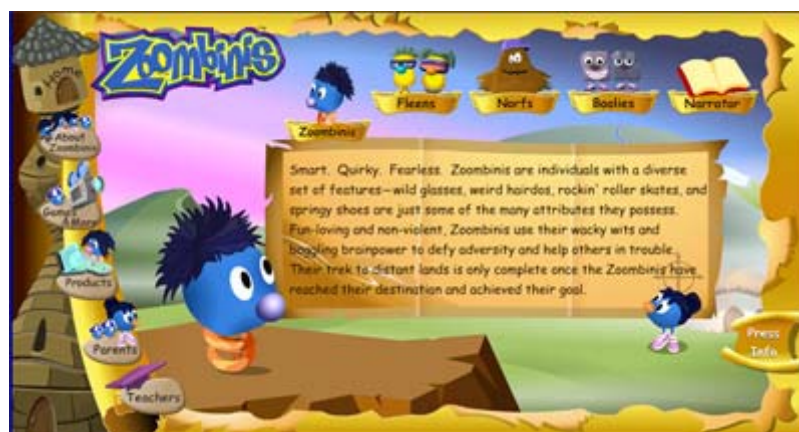 Home
Zoombinis
Fleens
Norfs
Boolies
Narrator
Zoombinis
About
Zoombinis
Games
& More
Products
Parents
Teachers
Smart. Quirky. Fearless. Zoombinis are individuals with a diverse
set of features—wild glasses, weird hairdos, rockin' roller skates, and
springy shoes are just some of the many attributes they possess.
Fun-loving and non-violent, Zoombinis use their wacky wits and
boggling brainpower to defy adversity and help others in trouble.
Their trek to distant lands is only complete once the Zoombinis have
reached their destination and achieved their goal.
Press
Info